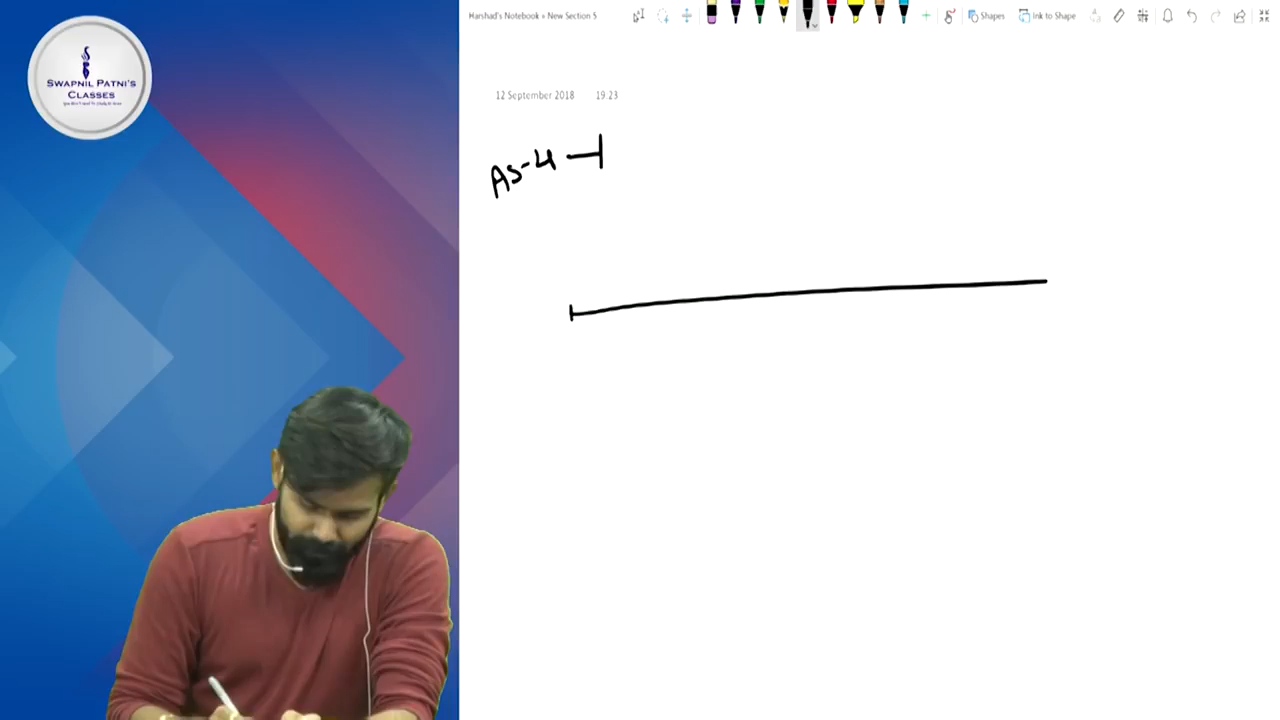 SWAPNIL PATNI'S
CLASSES
Harshad's Notebook » New Section 5
Shapes
Ink to Shape
12 September 2018 19:23
AS-4